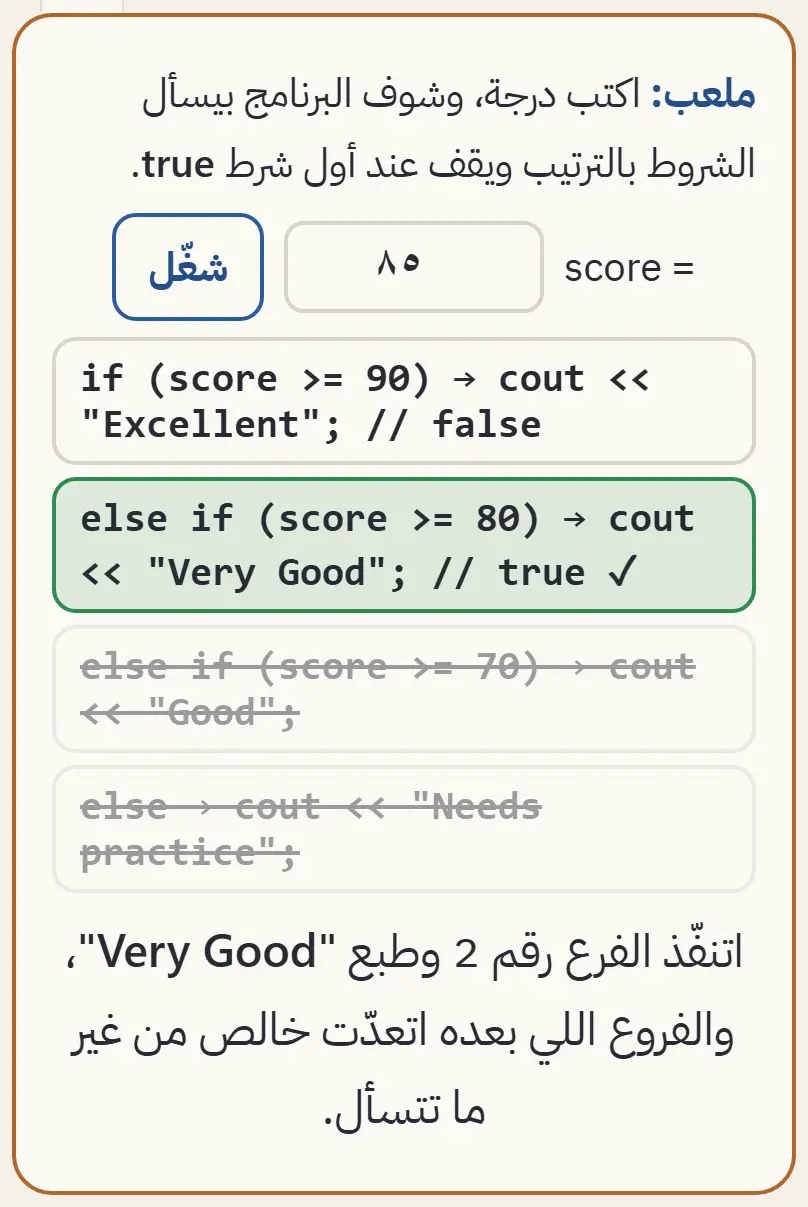 ملعب: اكتب درجة، وشوف البرنامج بيسأل
الشروط بالترتيب ويقف عند أول شرط true.
score =
٨٥
شغّل
if (score >= 90) → cout <<
"Excellent"; // false
else if (score >= 80) → cout
<< "Very Good"; // true ✓
else if (score >= 70) → cout
<< "Good";
else → cout << "Needs
practice";
اتنفّذ الفرع رقم 2 وطبع "Very Good"،
والفروع اللي بعده اتعدّت خالص من غير
ما تتسأل.